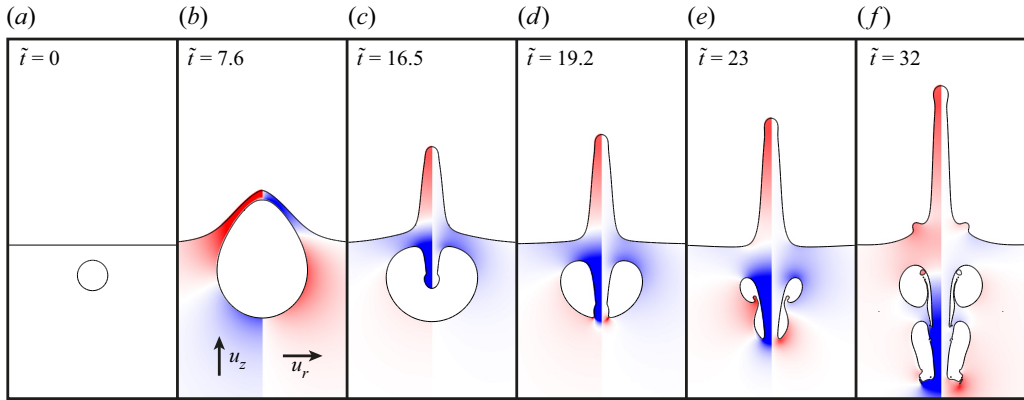 (a) (b) (c) (d) (e) (f)
t̃ = 0 t̃ = 7.6 t̃ = 16.5 t̃ = 19.2 t̃ = 23 t̃ = 32
u_z u_r